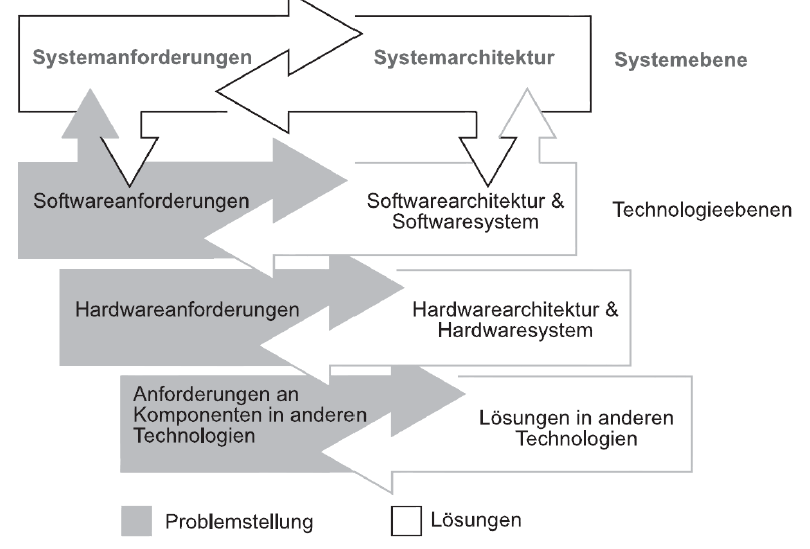 Systemanforderungen
Systemarchitektur
Systemebene
Softwareanforderungen
Softwarearchitektur &
Softwaresystem
Technologieebenen
Hardwareanforderungen
Hardwarearchitektur &
Hardwaresystem
Anforderungen an
Komponenten in anderen
Technologien
Lösungen in anderen
Technologien
Problemstellung
Lösungen